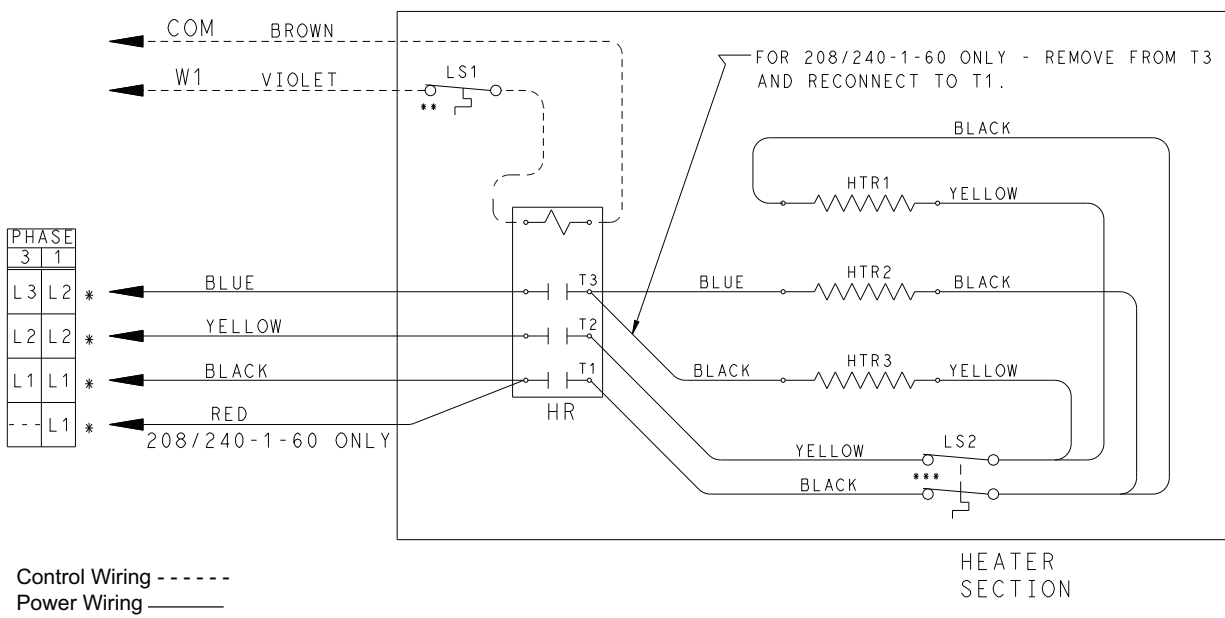 COM BROWN
W1 VIOLET LS1
**
FOR 208/240-1-60 ONLY - REMOVE FROM T3
AND RECONNECT TO T1.
BLACK
HTR1 YELLOW
PHASE
3 1
L3 L2 * BLUE T3 BLUE HTR2 BLACK
L2 L2 * YELLOW T2
L1 L1 * BLACK T1 BLACK HTR3 YELLOW
--- L1 * RED HR
208/240-1-60 ONLY
YELLOW LS2
***
BLACK
HEATER
SECTION
Control Wiring ------
Power Wiring